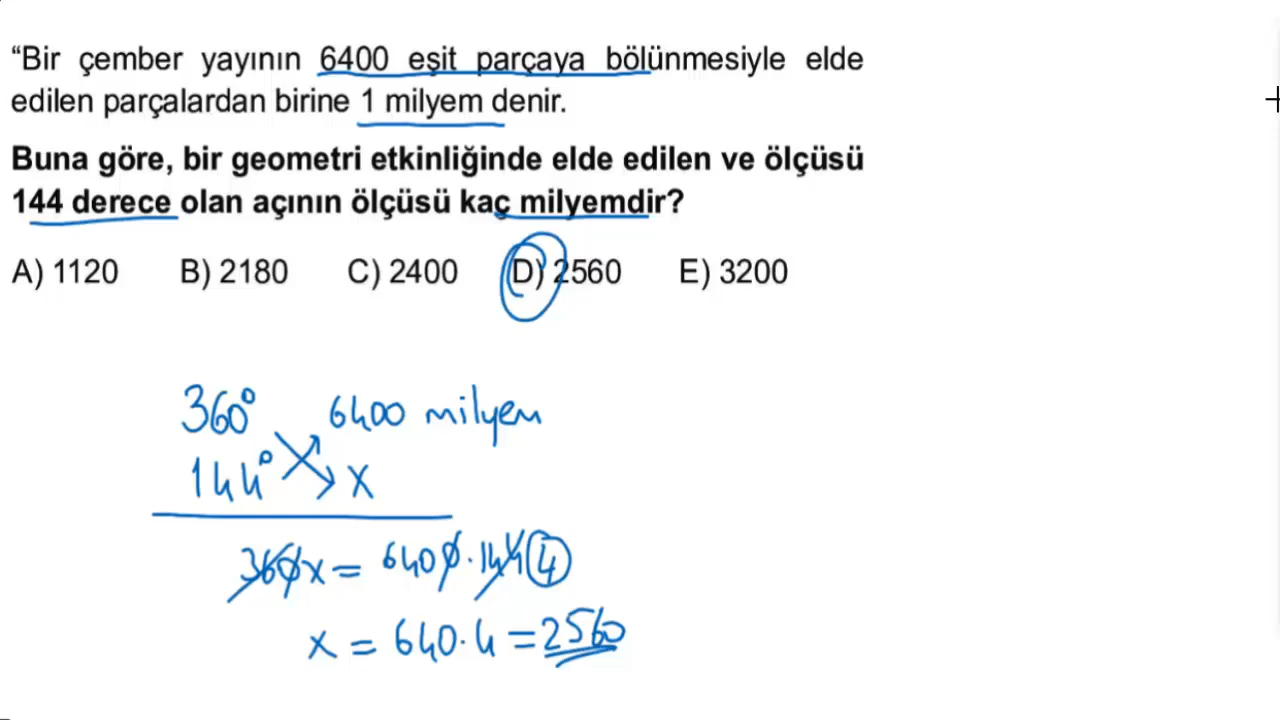 “Bir çember yayının 6400 eşit parçaya bölünmesiyle elde
edilen parçalardan birine 1 milyem denir.
Buna göre, bir geometri etkinliğinde elde edilen ve ölçüsü
144 derece olan açının ölçüsü kaç milyemdir?
A) 1120 B) 2180 C) 2400 D) 2560 E) 3200
360° 6400 milyem
144° x
360x = 6400.144 4
x = 640.4 = 2560